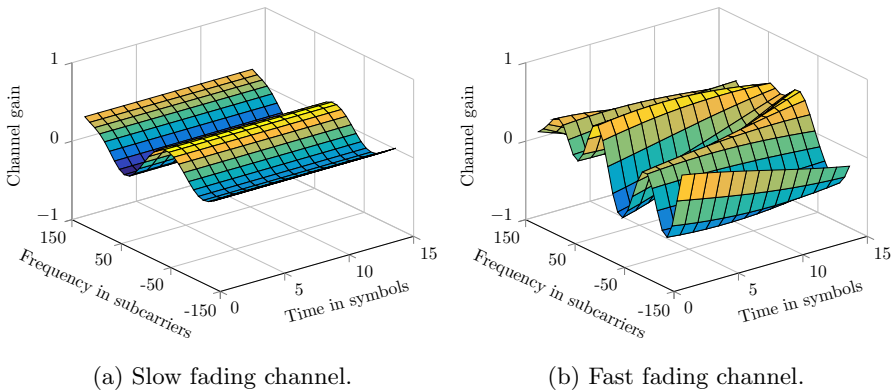 1
0
−1
Channel gain
150
50
-50
-150
Frequency in subcarriers
0
5
10
15
Time in symbols
(a) Slow fading channel.
1
0
−1
Channel gain
150
50
-50
-150
Frequency in subcarriers
0
5
10
15
Time in symbols
(b) Fast fading channel.